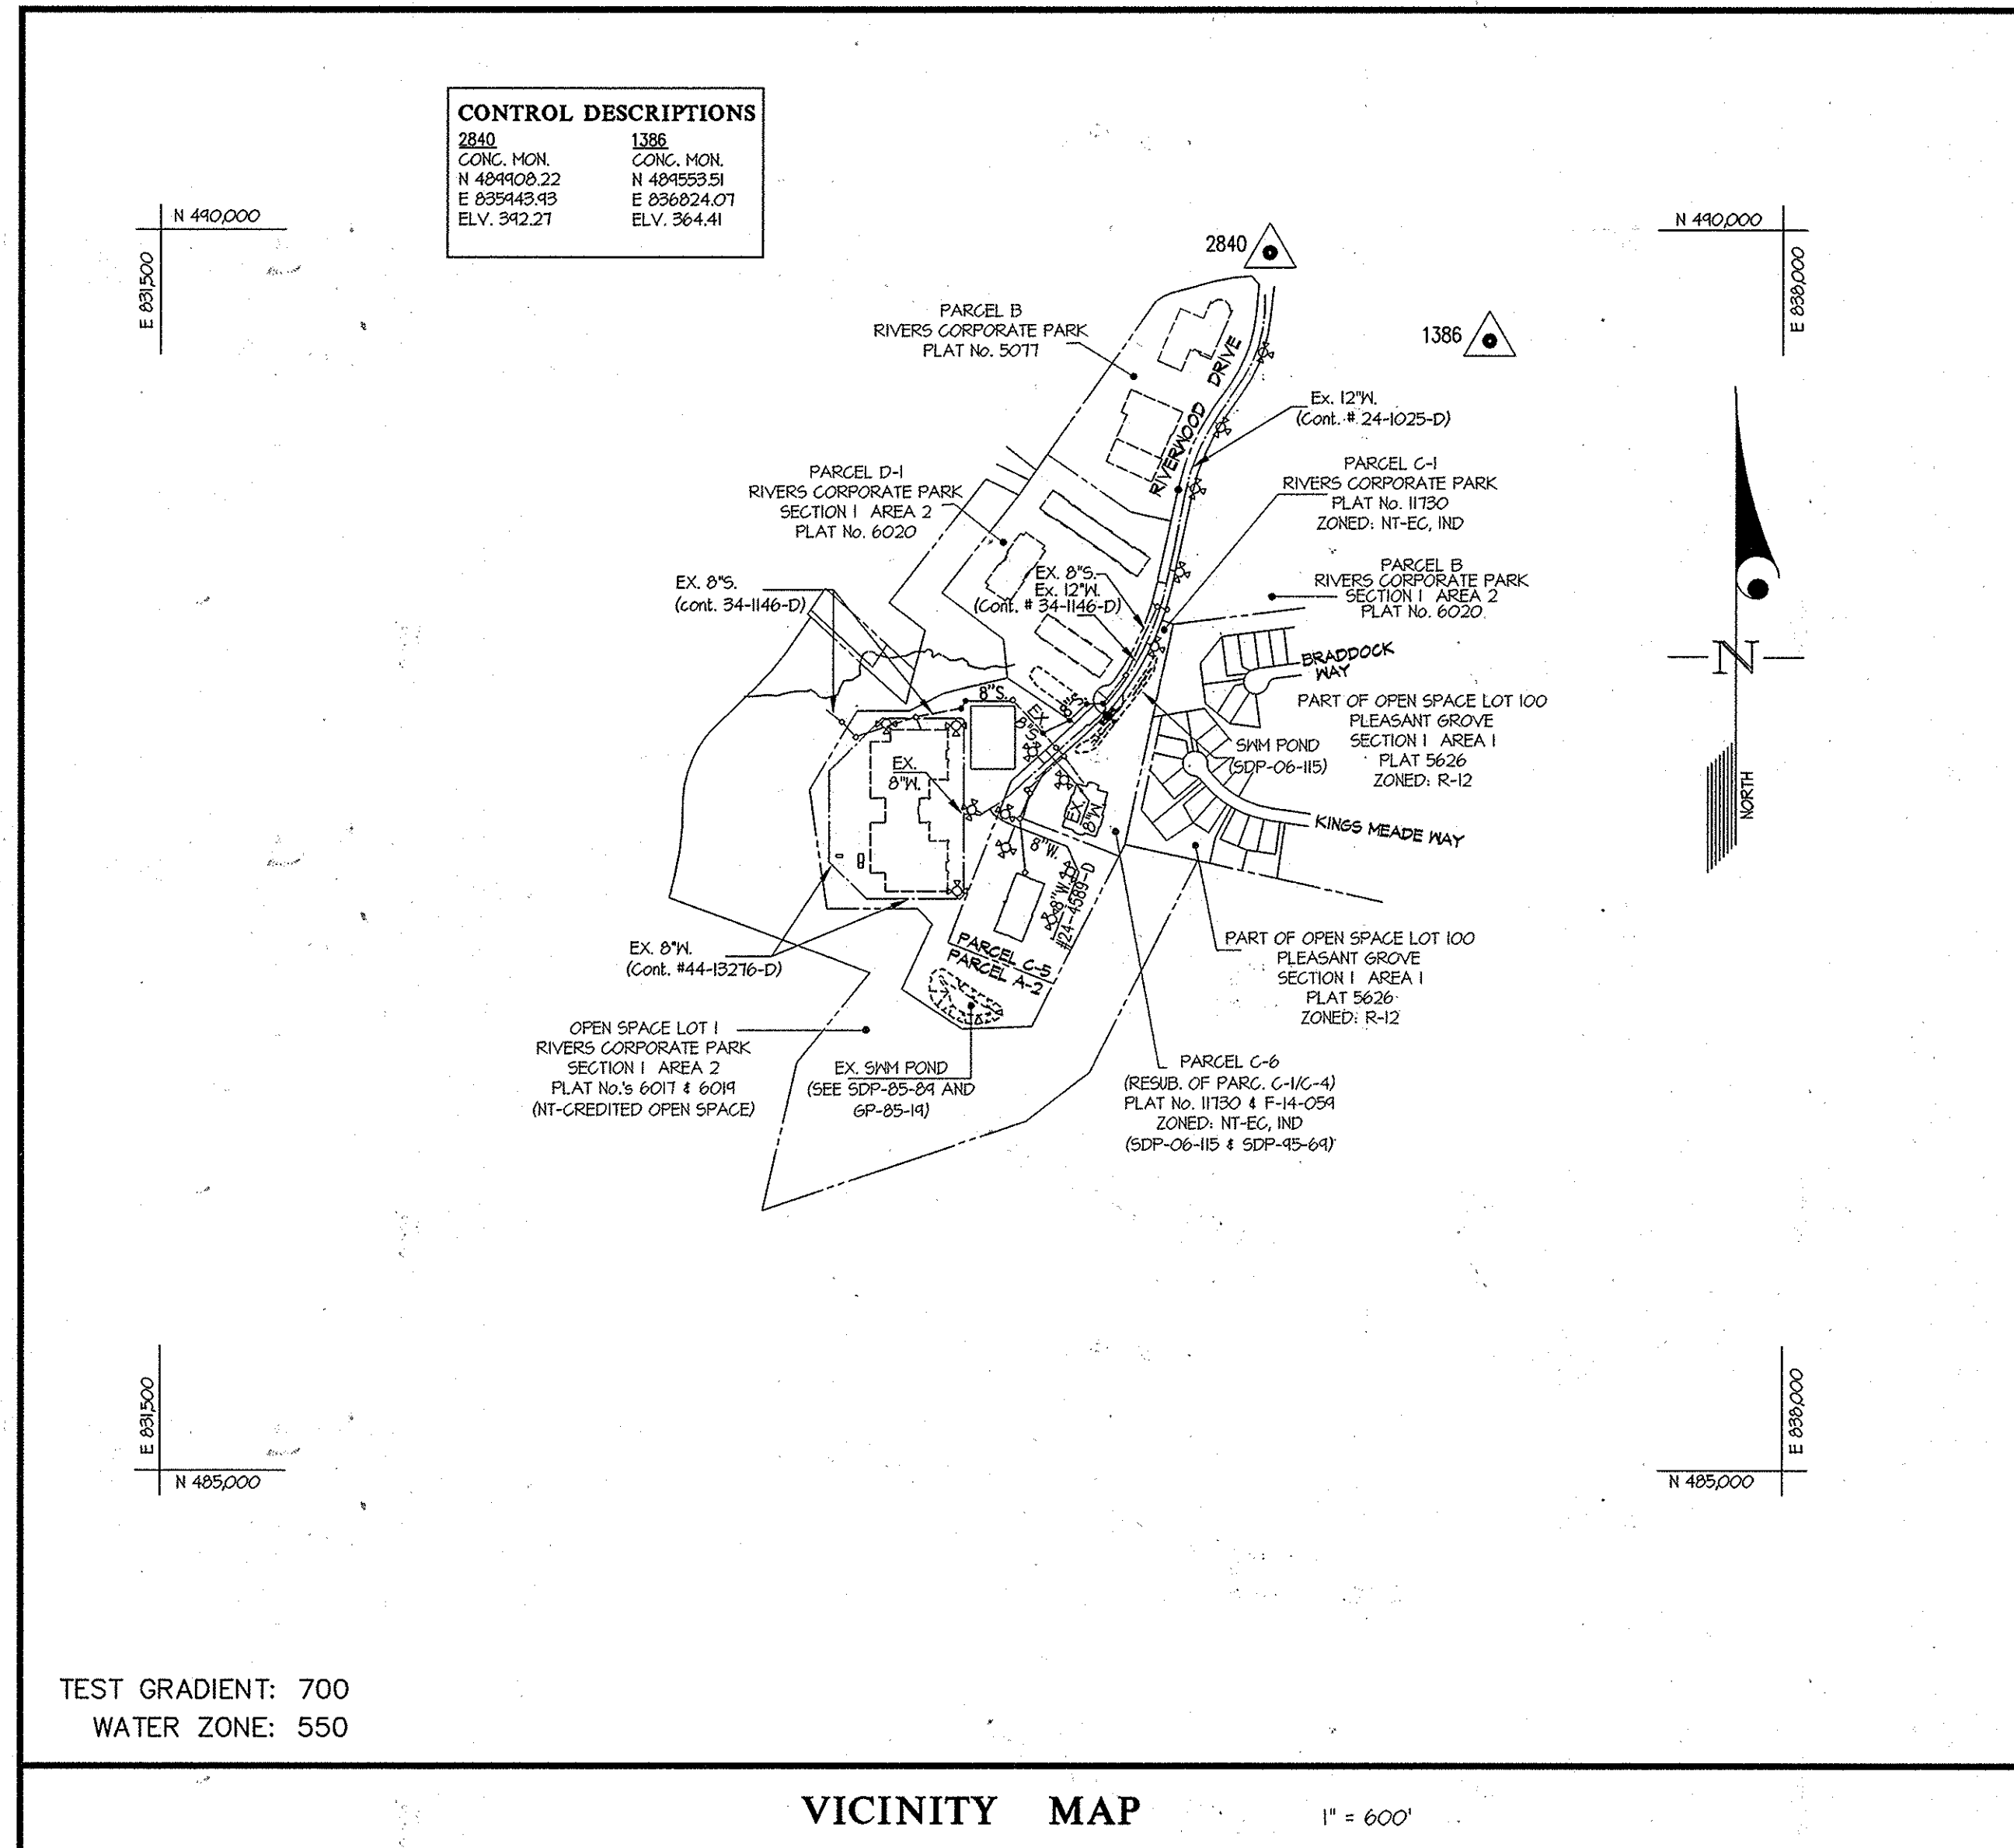 CONTROL DESCRIPTIONS
2840 1386
CONC. MON. CONC. MON.
N 489908.22 N 489553.51
E 835943.93 E 836824.07
ELV. 392.27 ELV. 364.41
N 490,000
E 831,500
N 490,000
E 838,000
2840
1386
PARCEL B
RIVERS CORPORATE PARK
PLAT No. 5077
RIVERWOOD DRIVE
Ex. 12"W.
(Cont. # 24-1025-D)
PARCEL C-1
RIVERS CORPORATE PARK
PLAT No. 11730
ZONED: NT-EC, IND
PARCEL D-1
RIVERS CORPORATE PARK
SECTION 1 AREA 2
PLAT No. 6020
PARCEL B
RIVERS CORPORATE PARK
SECTION 1 AREA 2
PLAT No. 6020
EX. 8"S.
Ex. 12"W.
(Cont. # 34-1146-D)
EX. 8"S.
(cont. 34-1146-D)
BRADDOCK
WAY
PART OF OPEN SPACE LOT 100
PLEASANT GROVE
SECTION 1 AREA 1
PLAT 5626
ZONED: R-12
8"S.
8"S.
EX.
8"S.
SWM POND
(SDP-06-115)
EX.
8"W.
EX.
8"W.
KINGS MEADE WAY
8"W.
8"W.
#24-4589-D
EX. 8"W.
(Cont. #44-13276-D)
PARCEL C-5
PARCEL A-2
PART OF OPEN SPACE LOT 100
PLEASANT GROVE
SECTION 1 AREA 1
PLAT 5626
ZONED: R-12
OPEN SPACE LOT 1
RIVERS CORPORATE PARK
SECTION 1 AREA 2
PLAT No.'s 6017 & 6019
(NT-CREDITED OPEN SPACE)
EX. SWM POND
(SEE SDP-85-89 AND
GP-85-19)
PARCEL C-6
(RESUB. OF PARC. C-1/C-4)
PLAT No. 11730 & F-14-059
ZONED: NT-EC, IND
(SDP-06-115 & SDP-95-69)
N
NORTH
E 831,500
N 485,000
E 838,000
N 485,000
TEST GRADIENT: 700
WATER ZONE: 550
VICINITY MAP 1" = 600'